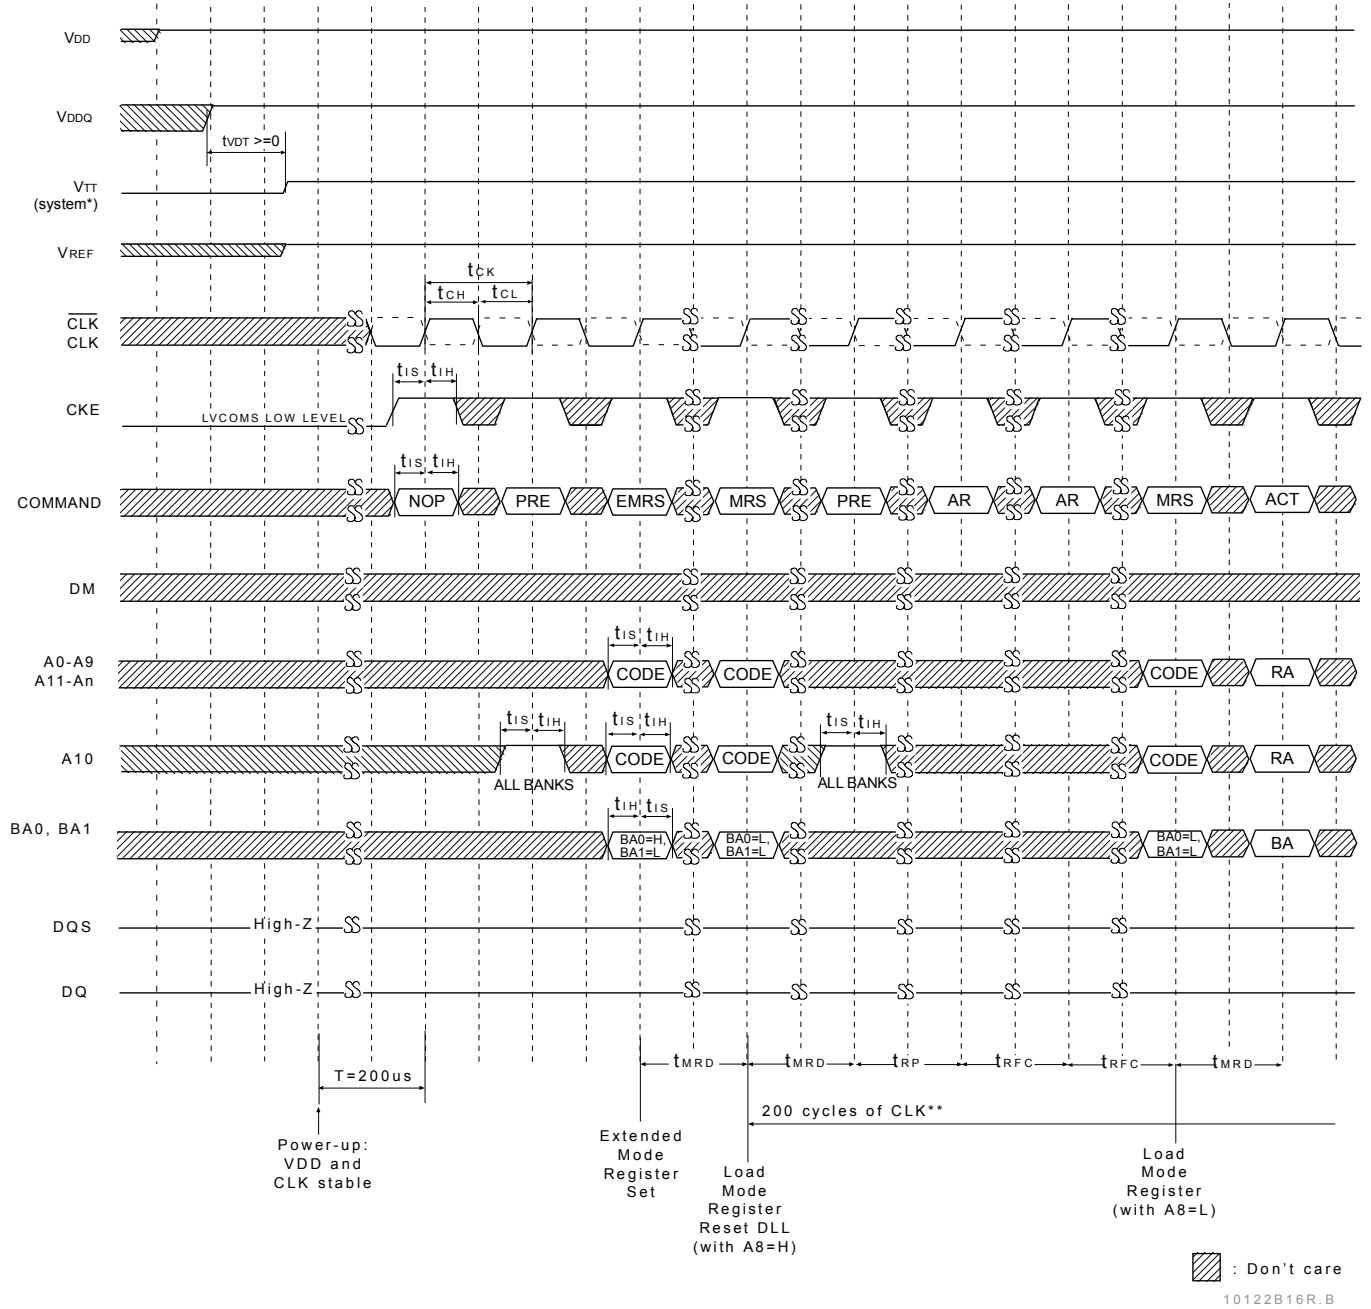 VDD
VDDQ
tVDT >=0
VTT
(system*)
VREF
tCK
tCH tCL
CLK
CLK
tIS tIH
CKE
LVCOMS LOW LEVEL
tIS tIH
COMMAND NOP PRE EMRS MRS PRE AR AR MRS ACT
DM
tIS tIH
A0-A9
A11-An
CODE CODE CODE RA
tIS tIH tIS tIH tIS tIH
A10 CODE CODE CODE RA
ALL BANKS ALL BANKS
tIH tIS
BA0, BA1
BA0=H, BA0=L, BA0=L,
BA1=L BA1=L BA1=L BA
DQS High-Z
DQ High-Z
tMRD tMRD tRP tRFC tRFC tMRD
T=200us
200 cycles of CLK**
Power-up:
VDD and
CLK stable
Extended
Mode
Register
Set
Load
Mode
Register
Reset DLL
(with A8=H)
Load
Mode
Register
(with A8=L)
: Don't care
10122B16R.B